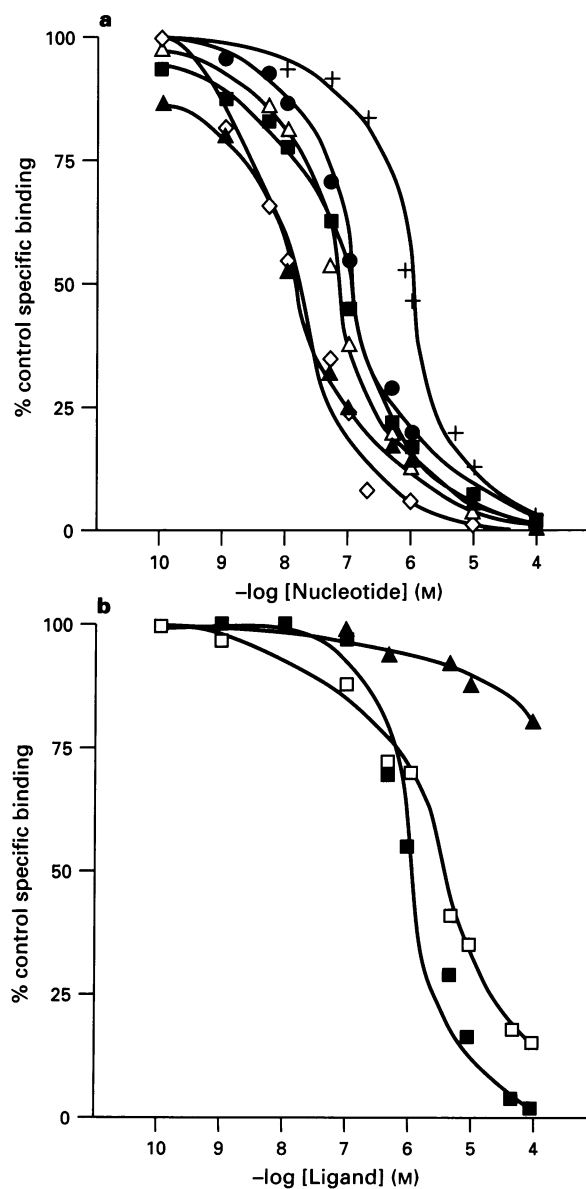 a
100
75
50
25
0
% control specific binding
10 9 8 7 6 5 4
–log [Nucleotide] (M)
b
100
75
50
25
0
% control specific binding
10 9 8 7 6 5 4
–log [Ligand] (M)